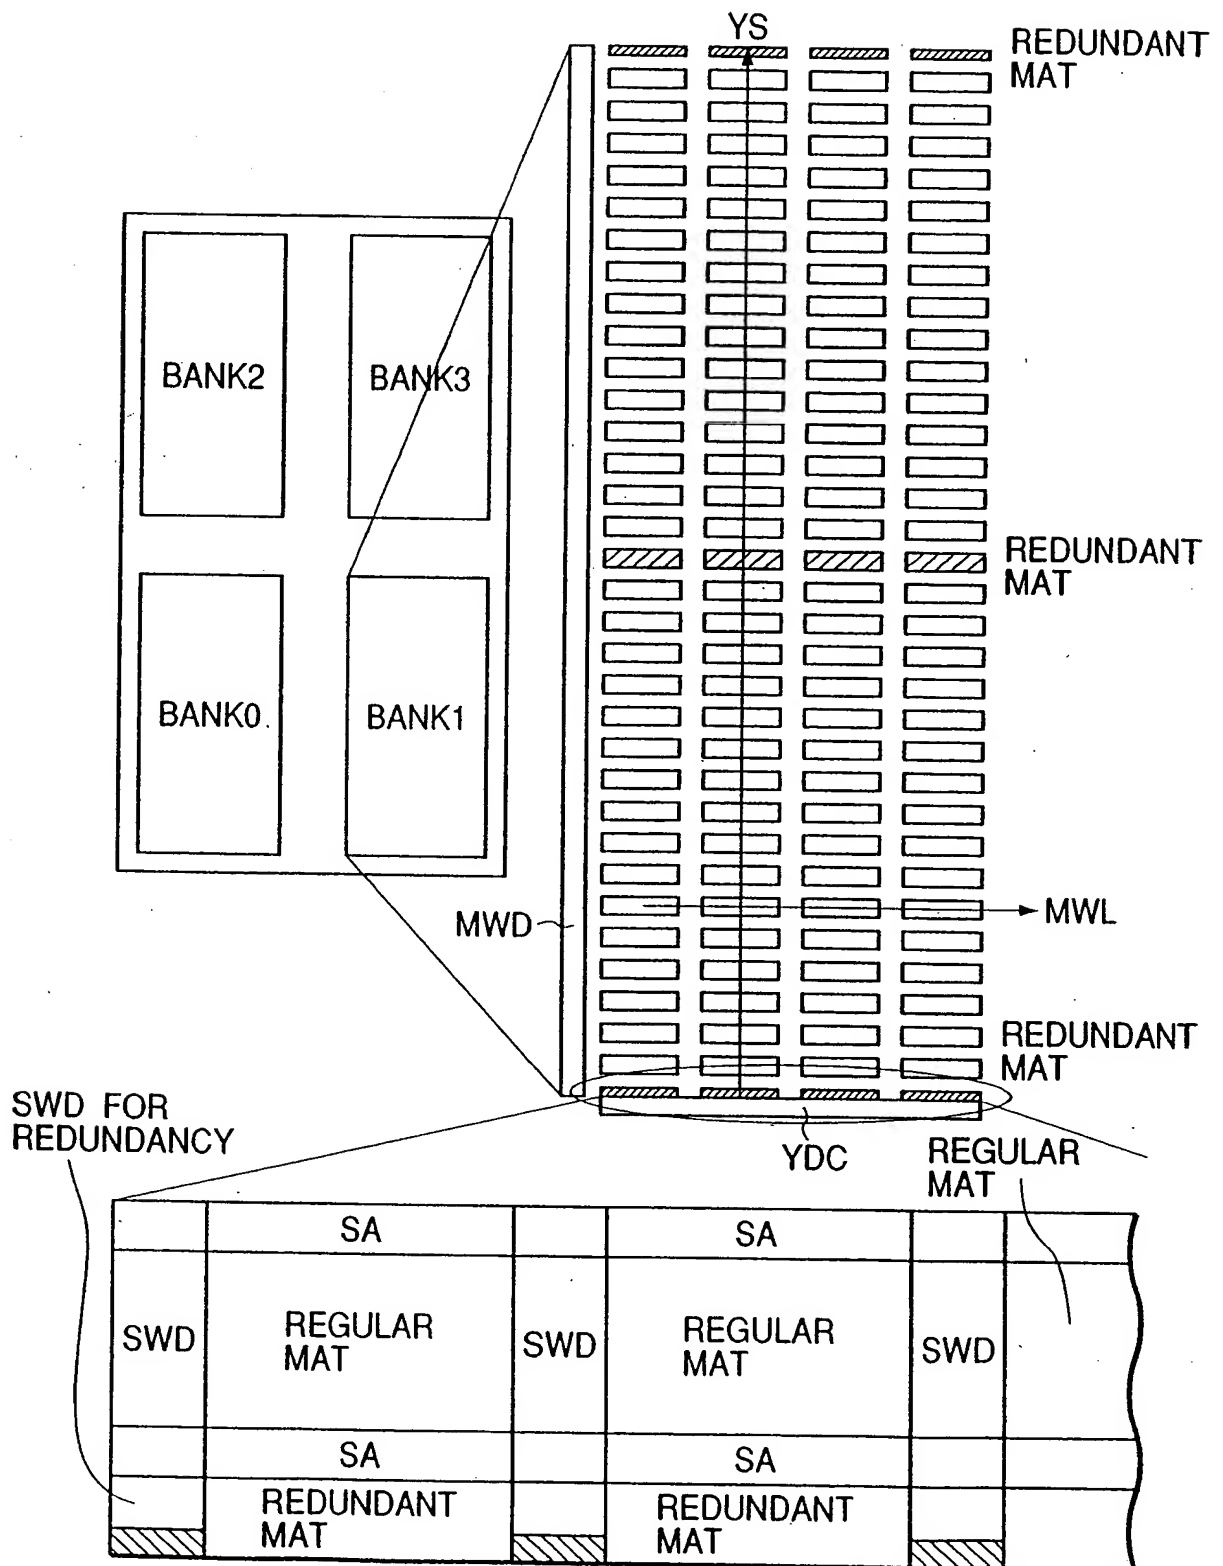 YS
REDUNDANT
MAT
BANK2
BANK3
REDUNDANT
MAT
BANK0
BANK1
MWD
MWL
REDUNDANT
MAT
SWD FOR
REDUNDANCY
YDC
REGULAR
MAT
SA
SA
SWD
REGULAR
MAT
SWD
REGULAR
MAT
SWD
SA
SA
REDUNDANT
MAT
REDUNDANT
MAT